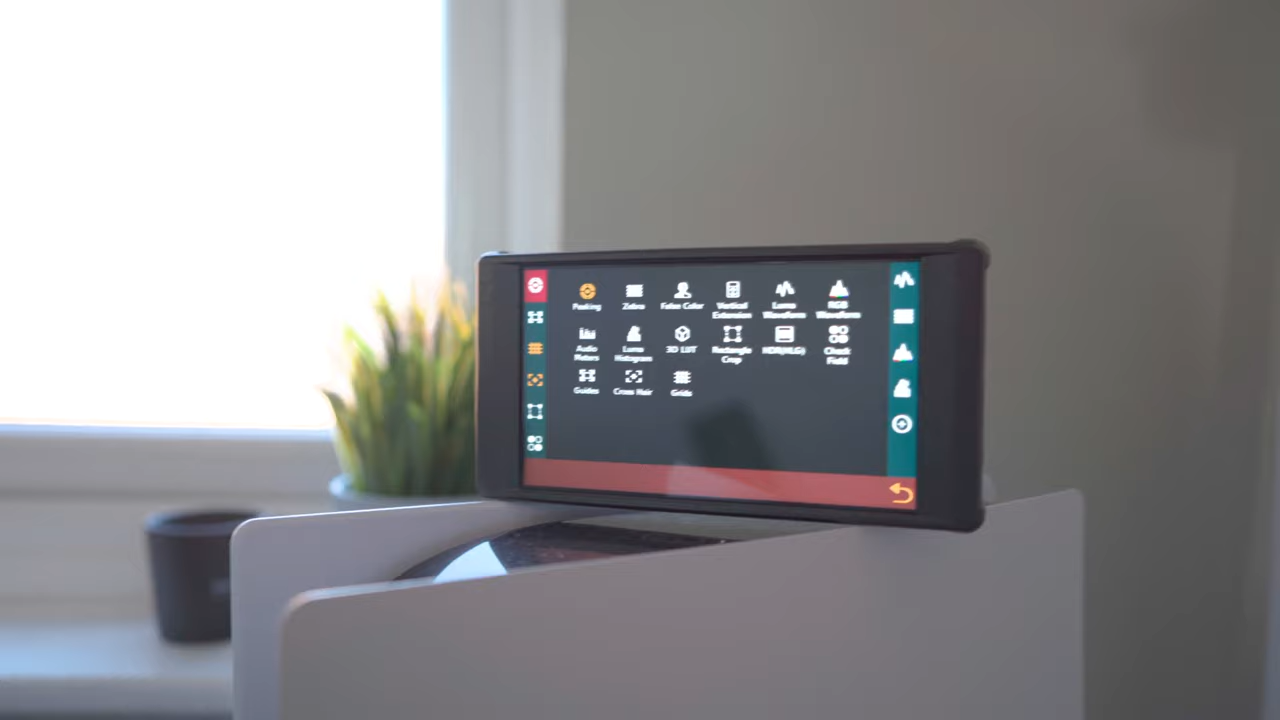 Peaking Zebra False Color Vertical Extension Luma Waveform RGB Waveform
Audio Meters Luma Histogram 3D LUT Rectangle Crop HDR(HLG) Check Field
Guides Cross Hair Grids